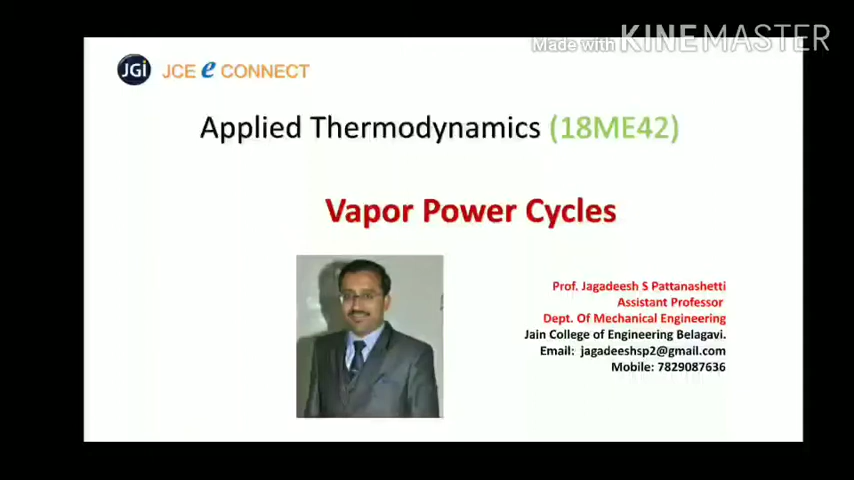 Made with KINEMASTER
JGi JCE e CONNECT
Applied Thermodynamics (18ME42)
Vapor Power Cycles
Prof. Jagadeesh S Pattanashetti
Assistant Professor
Dept. Of Mechanical Engineering
Jain College of Engineering Belagavi.
Email: jagadeeshsp2@gmail.com
Mobile: 7829087636